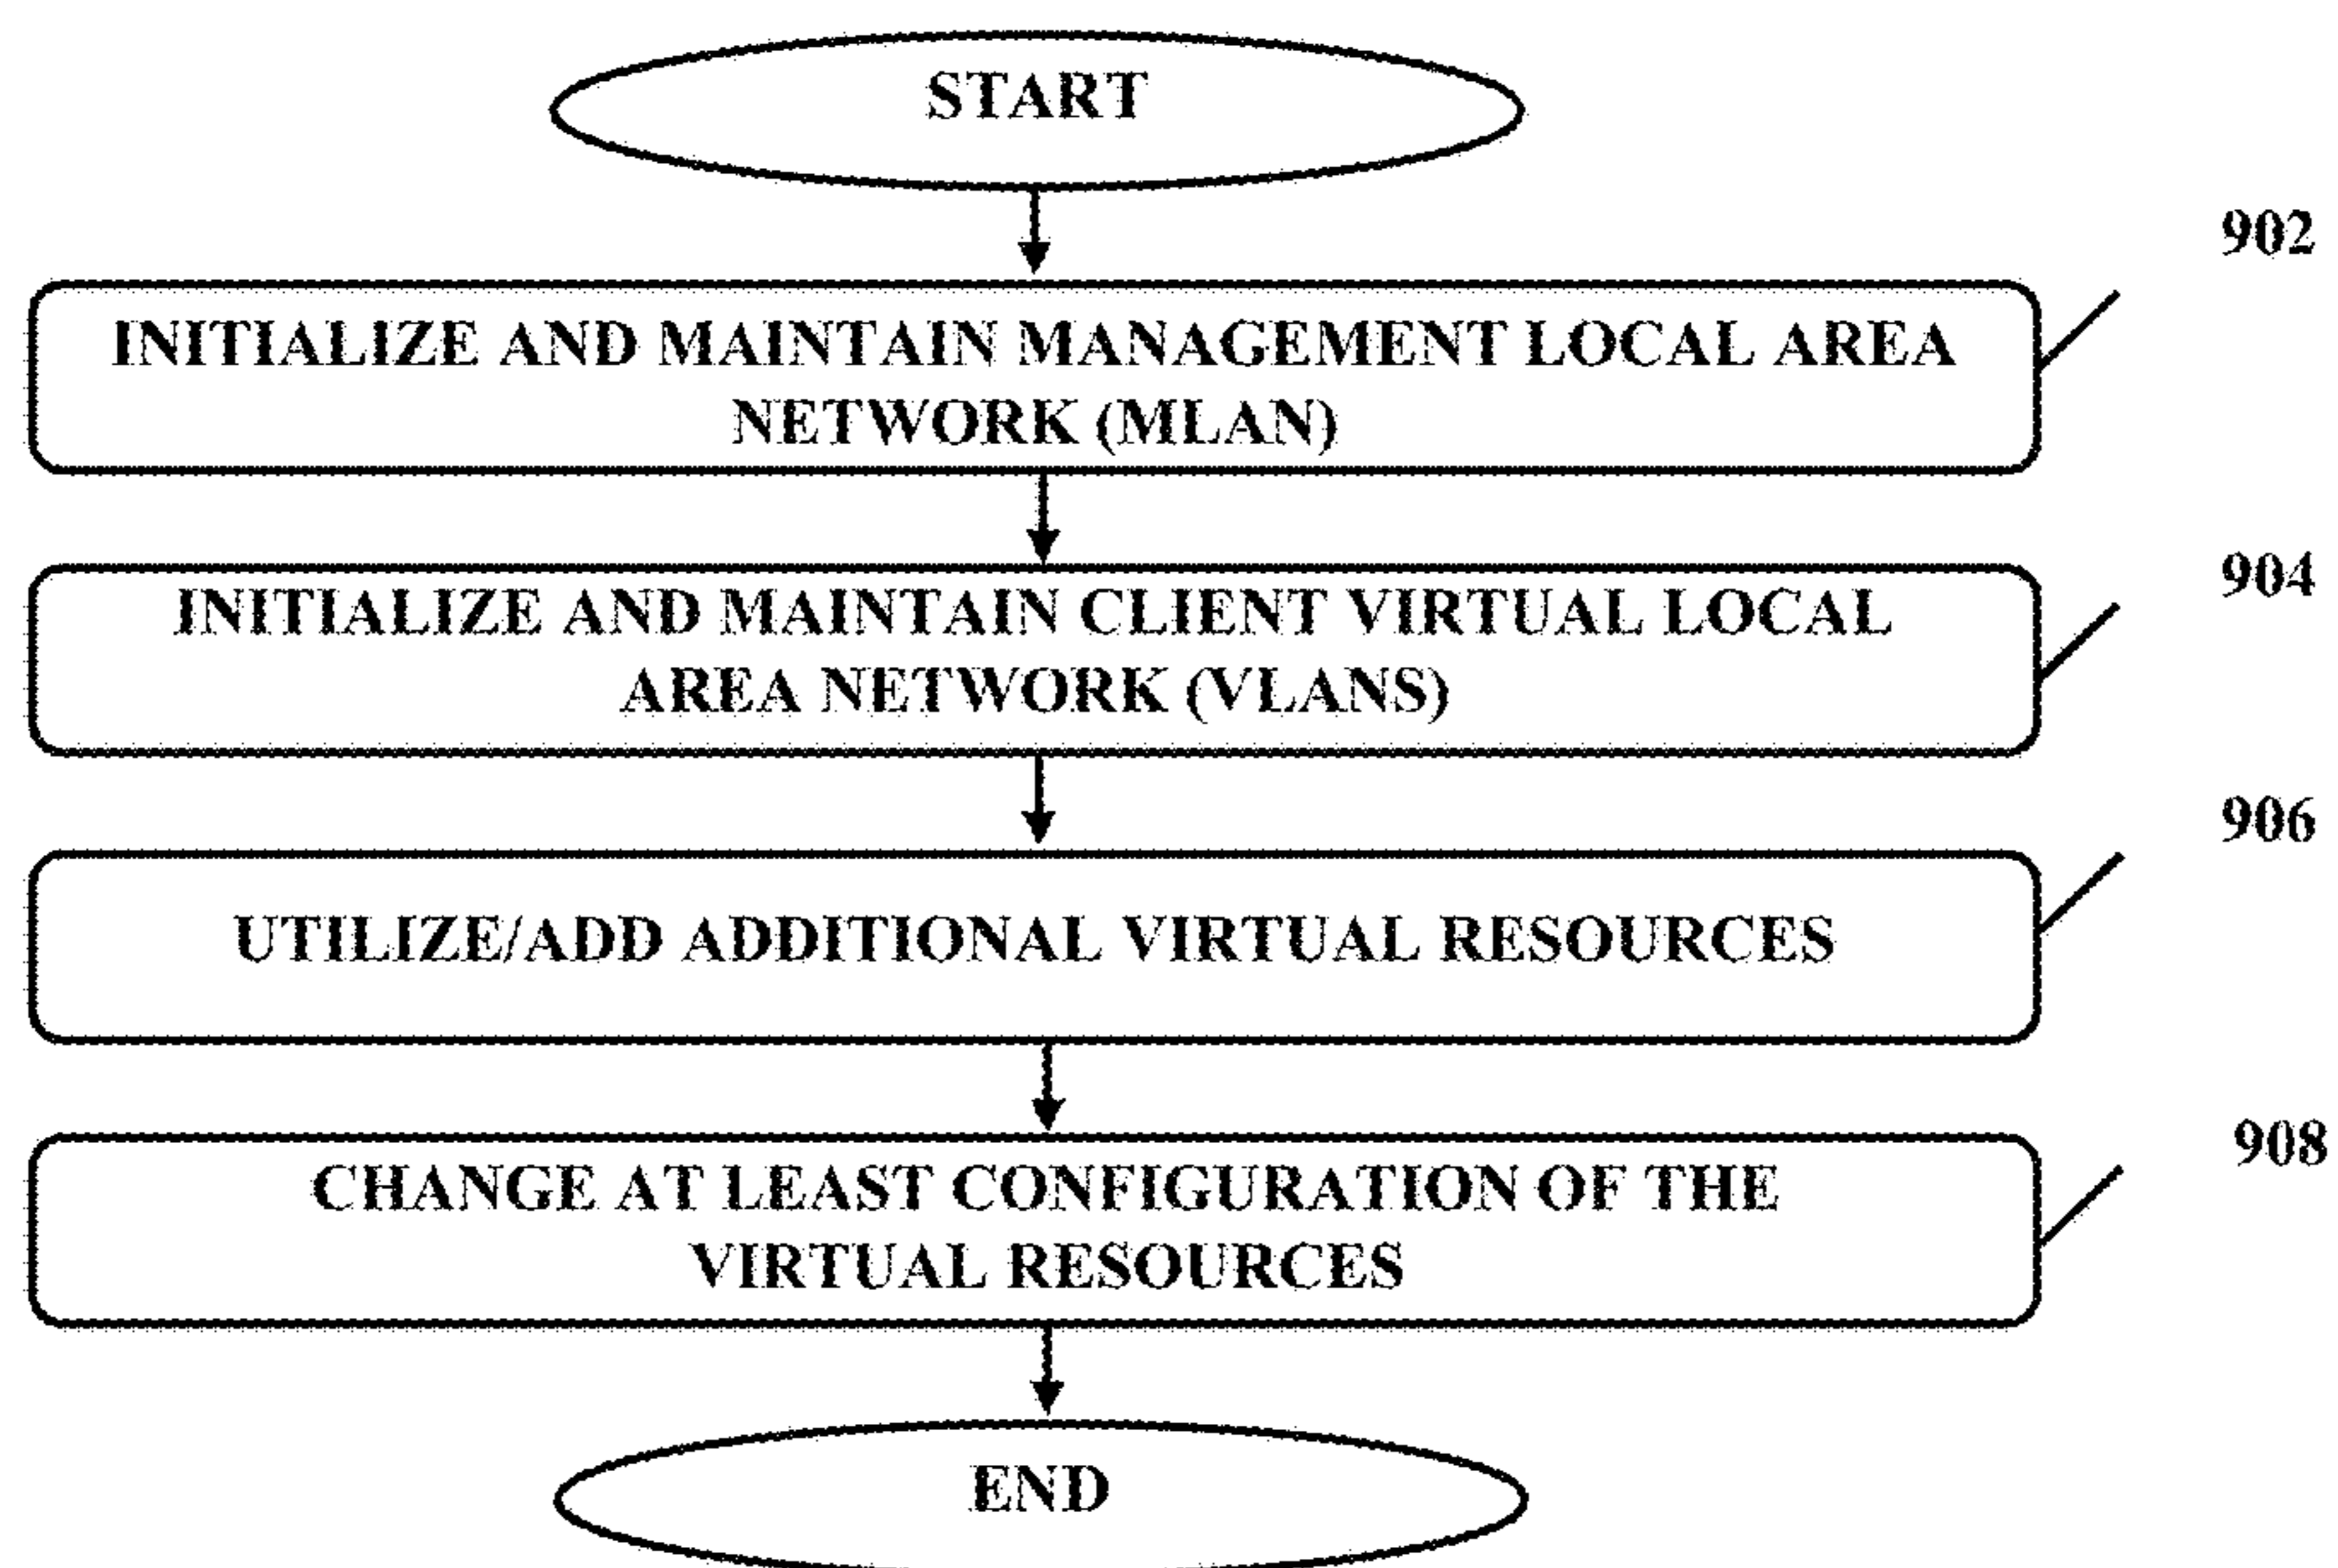 START
902
INITIALIZE AND MAINTAIN MANAGEMENT LOCAL AREA
NETWORK (MLAN)
904
INITIALIZE AND MAINTAIN CLIENT VIRTUAL LOCAL
AREA NETWORK (VLANS)
906
UTILIZE/ADD ADDITIONAL VIRTUAL RESOURCES
908
CHANGE AT LEAST CONFIGURATION OF THE
VIRTUAL RESOURCES
END